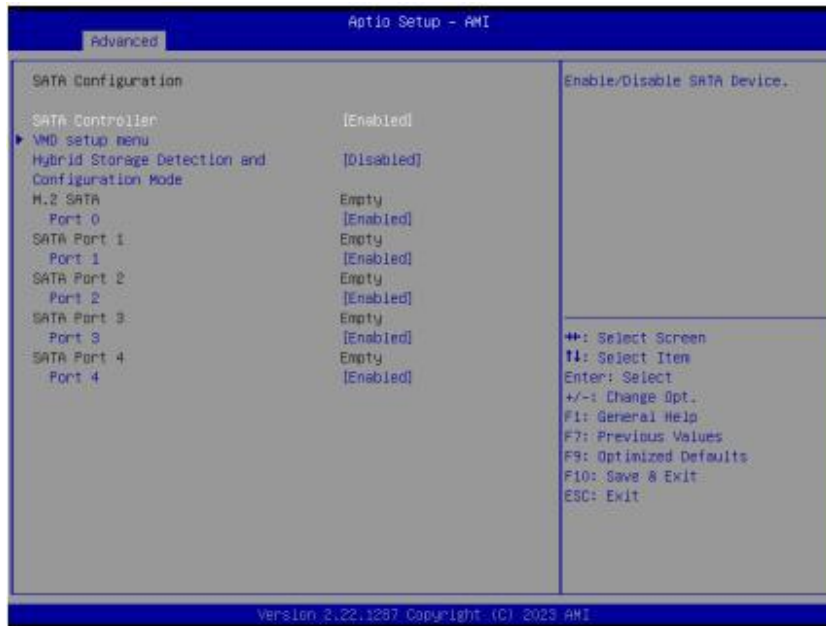 Aptio Setup - AMI
Advanced
SATA Configuration
SATA Controller [Enabled]
VMD setup menu
Hybrid Storage Detection and [Disabled]
Configuration Mode
M.2 SATA Empty
Port 0 [Enabled]
SATA Port 1 Empty
Port 1 [Enabled]
SATA Port 2 Empty
Port 2 [Enabled]
SATA Port 3 Empty
Port 3 [Enabled]
SATA Port 4 Empty
Port 4 [Enabled]
Enable/Disable SATA Device.
→←: Select Screen
↑↓: Select Item
Enter: Select
+/-: Change Opt.
F1: General Help
F7: Previous Values
F9: Optimized Defaults
F10: Save & Exit
ESC: Exit
Version 2.22.1287 Copyright (C) 2023 AMI